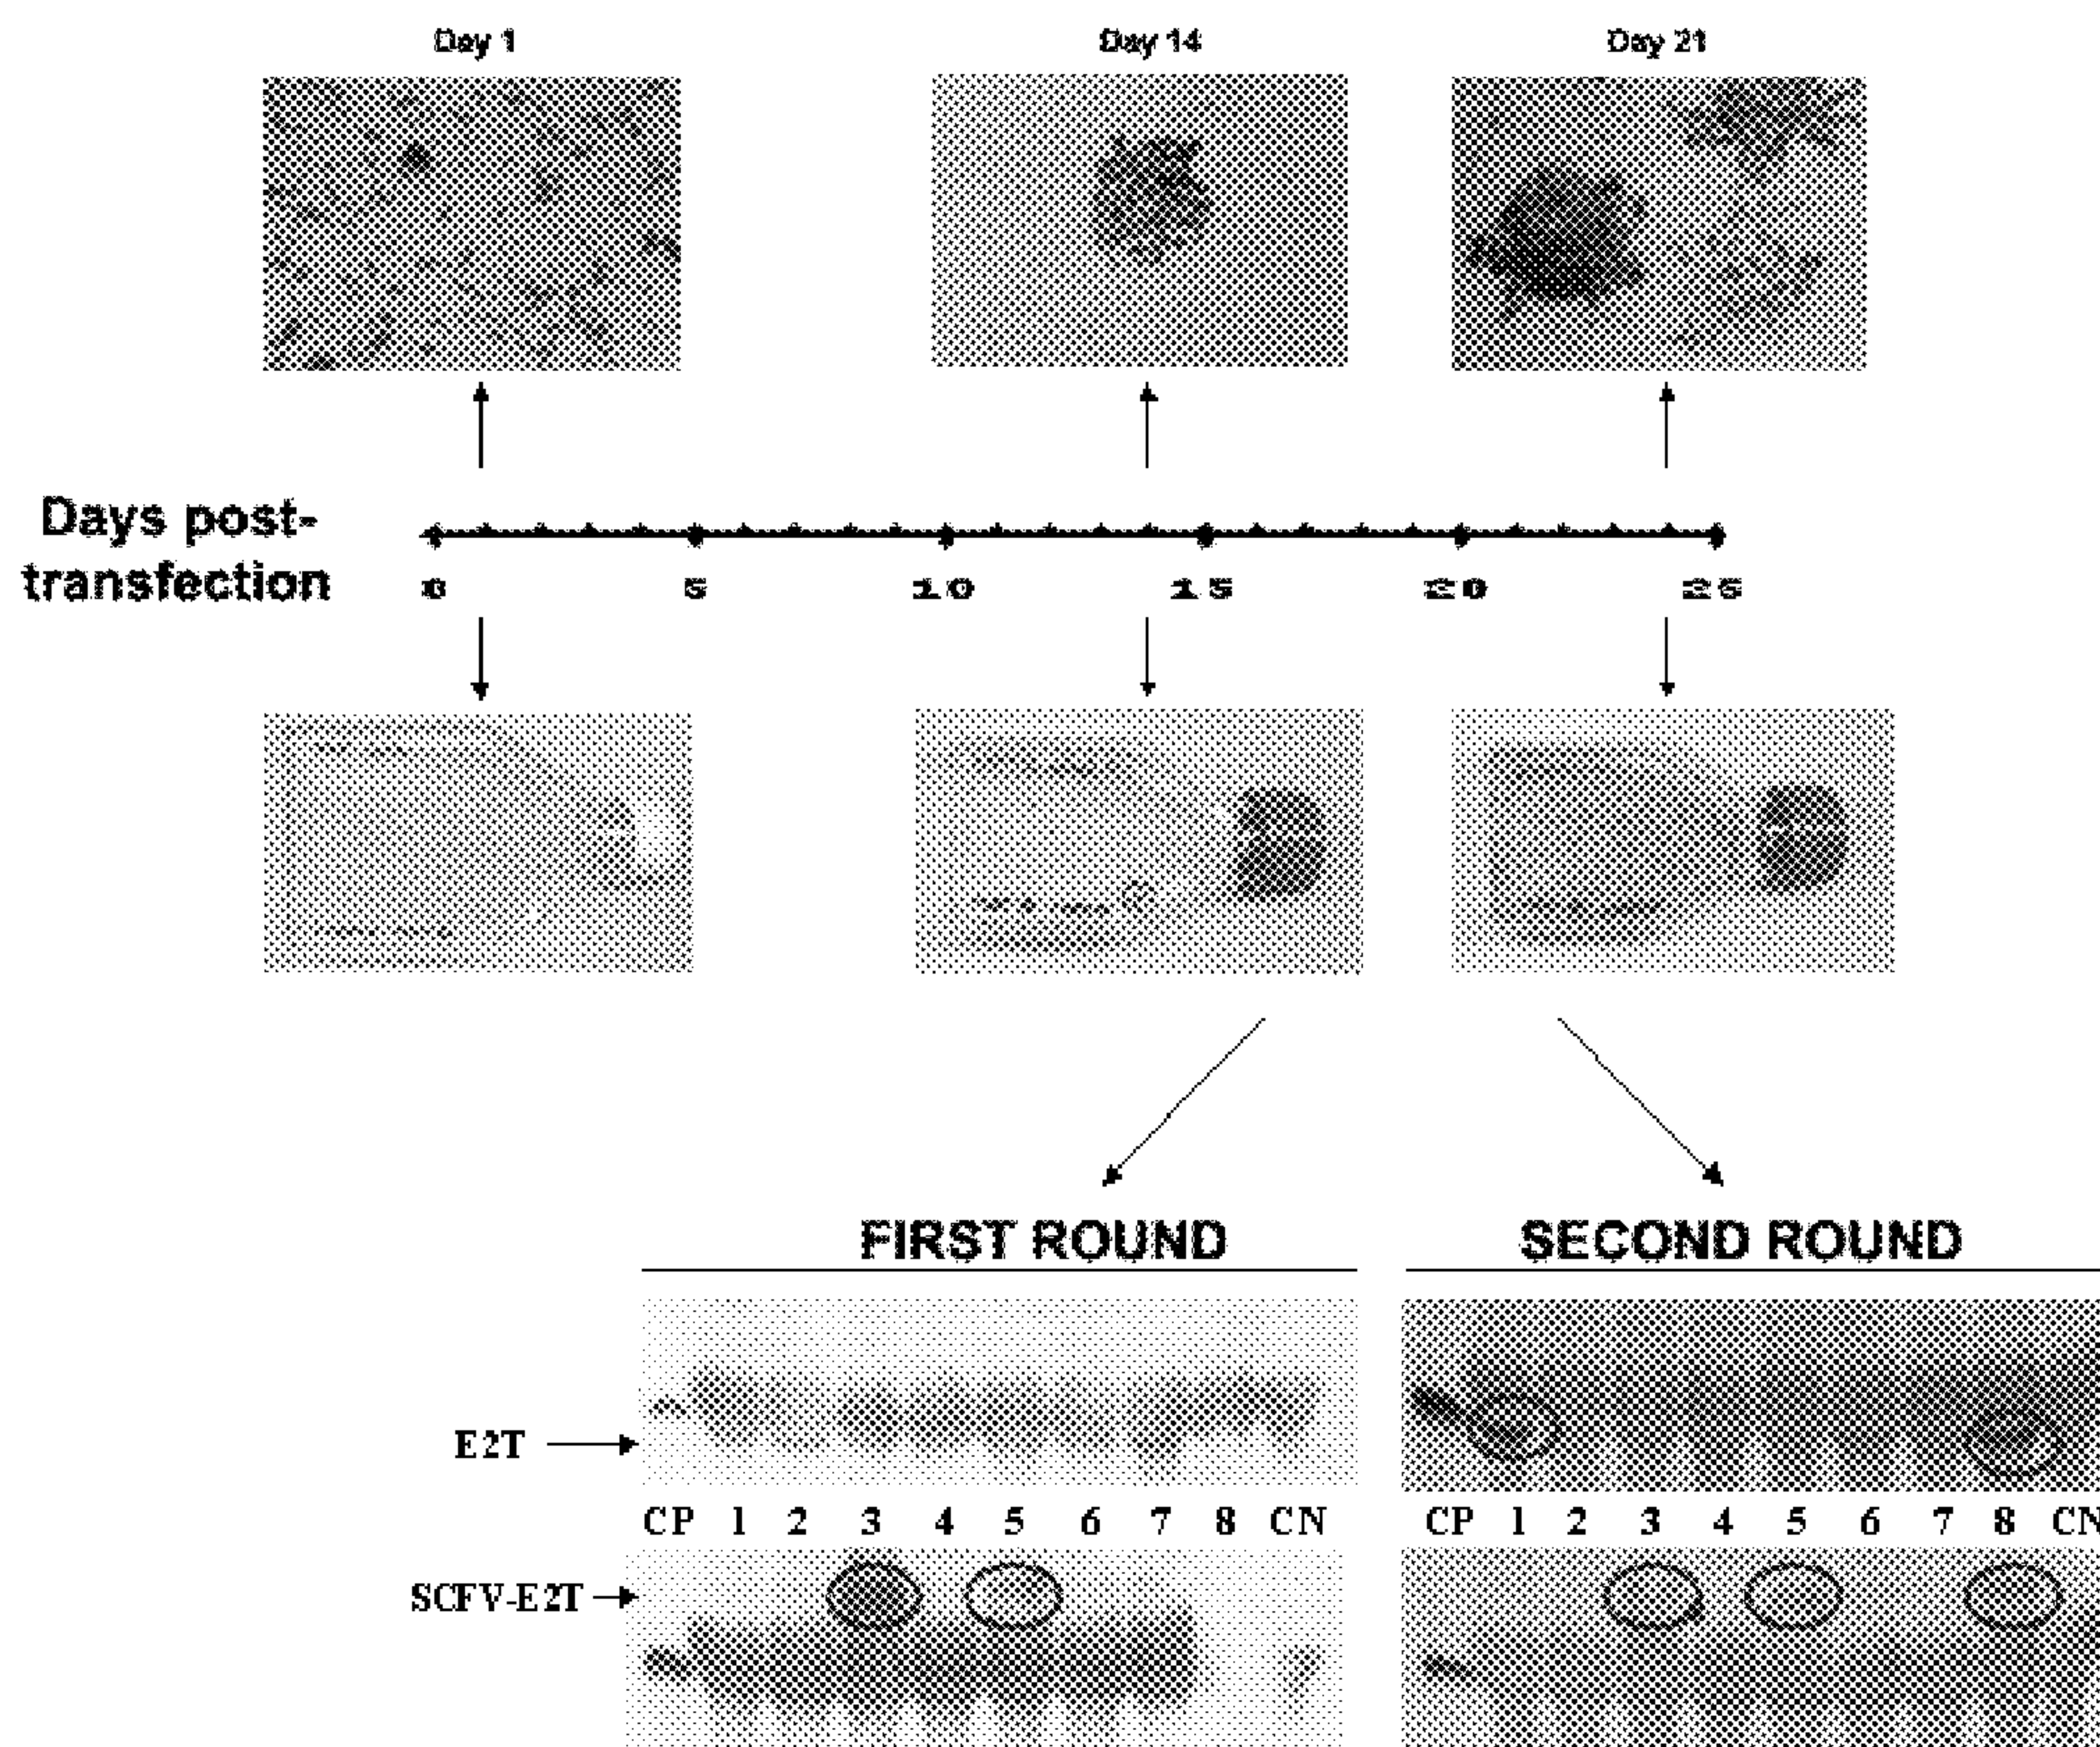 Day 1 Day 14 Day 21
Days post-
transfection
0 5 10 15 20 25
FIRST ROUND SECOND ROUND
E2T
CP 1 2 3 4 5 6 7 8 CN CP 1 2 3 4 5 6 7 8 CN
SCFV-E2T